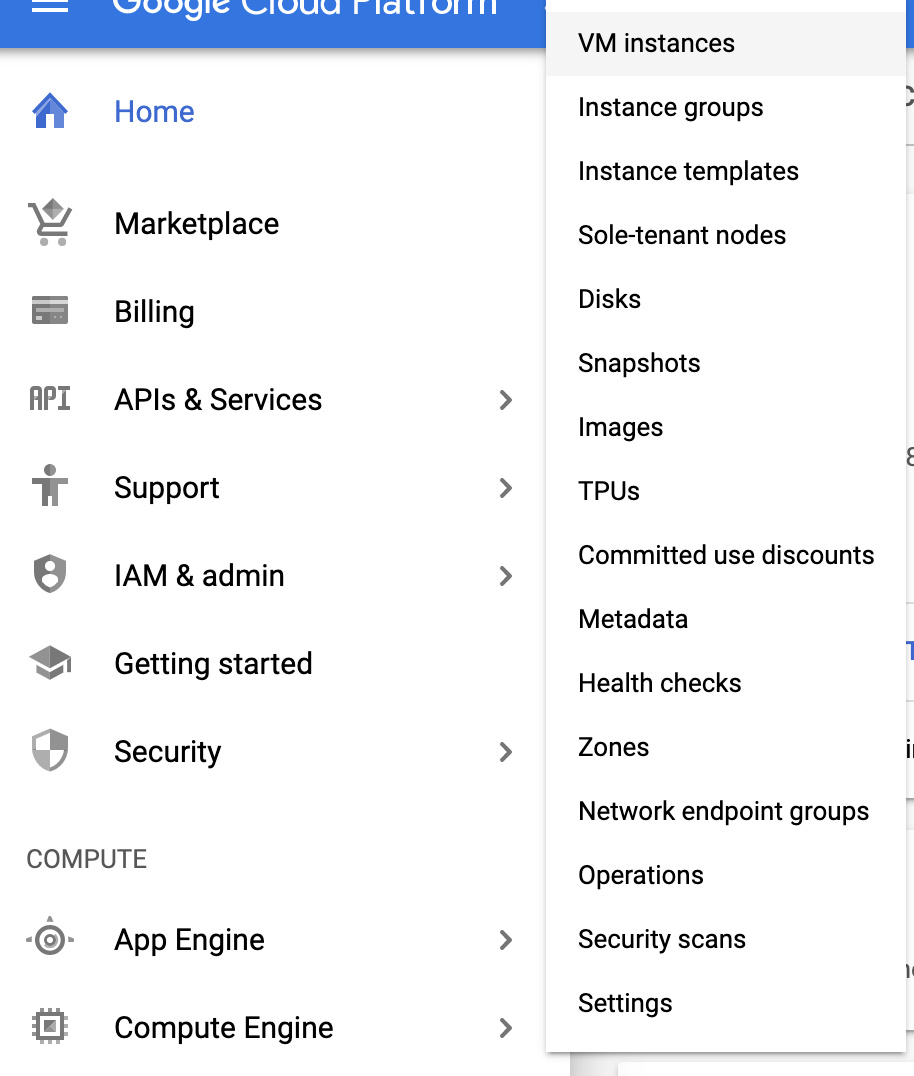 Google Cloud Platform
Home
Marketplace
Billing
API
APIs & Services
Support
IAM & admin
Getting started
Security
COMPUTE
App Engine
Compute Engine
VM instances
Instance groups
Instance templates
Sole-tenant nodes
Disks
Snapshots
Images
TPUs
Committed use discounts
Metadata
Health checks
Zones
Network endpoint groups
Operations
Security scans
Settings